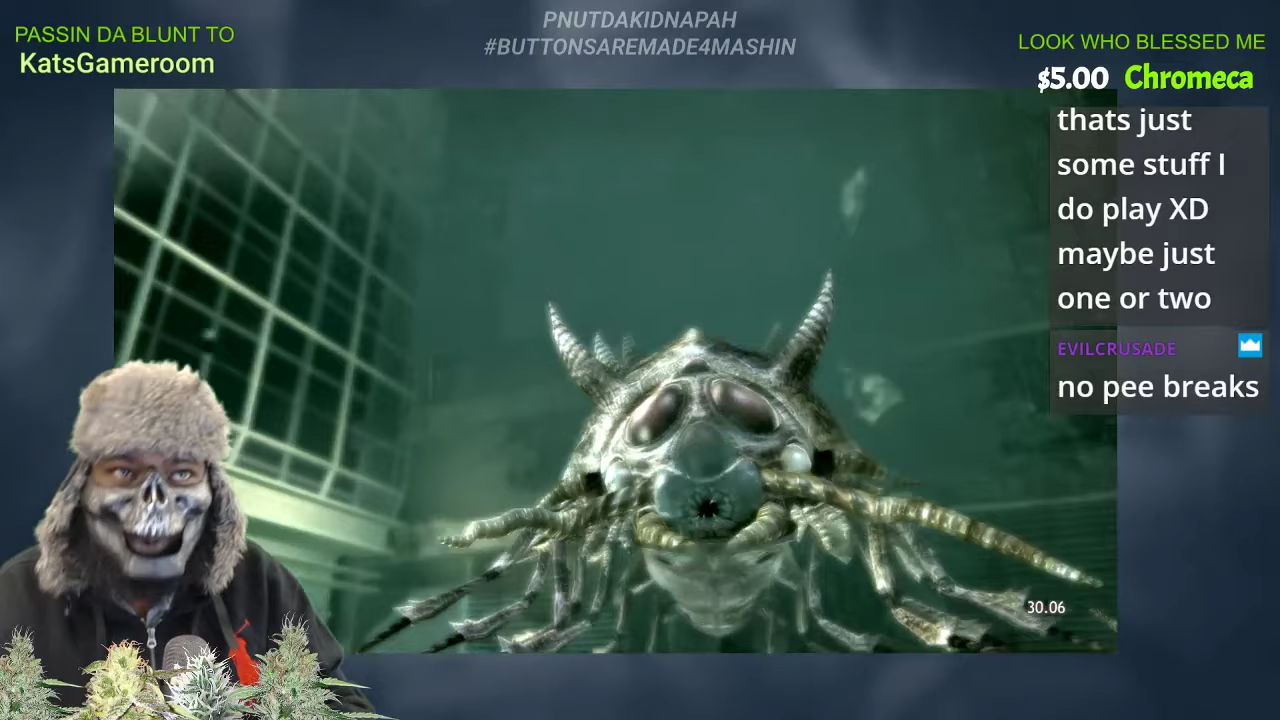 PASSIN DA BLUNT TO
KatsGameroom
PNUTDAKIDNAPAH
#BUTTONSAREMADE4MASHIN
LOOK WHO BLESSED ME
$5.00 Chromeca
thats just
some stuff I
do play XD
maybe just
one or two
EVILCRUSADE
no pee breaks
30.06